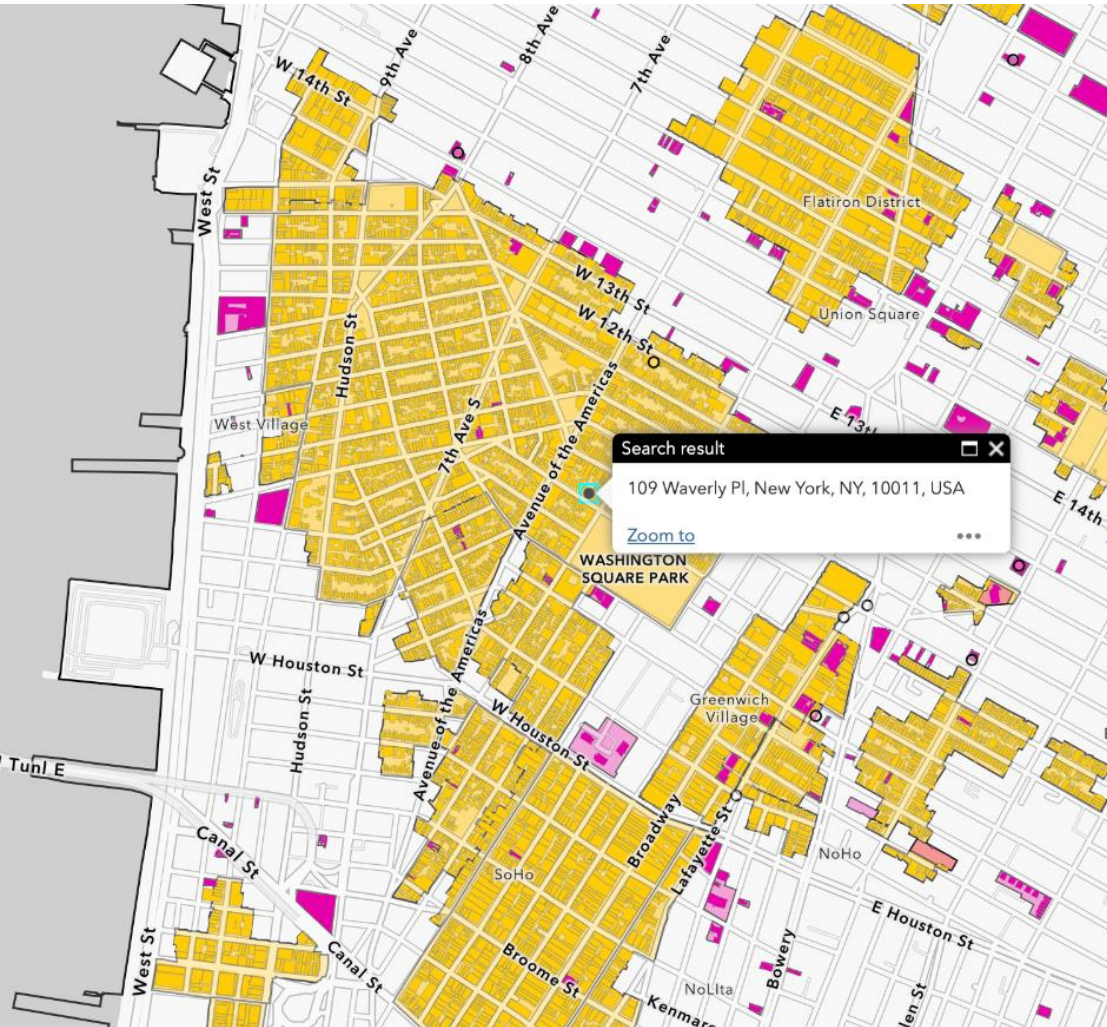 8th Ave
9th Ave
7th Ave
W 14th St
West St
Flatiron District
W 13th St
Union Square
W 12th St
Hudson St
West Village
7th Ave S
Avenue of the Americas
E 13th
Search result
109 Waverly Pl, New York, NY, 10011, USA
Zoom to
E 14th
WASHINGTON
SQUARE PARK
W Houston St
Hudson St
Avenue of the Americas
Greenwich
Village
W Houston St
Tunl E
Canal St
Broadway
Lafayette St
NoHo
SoHo
E Houston St
West St
Canal St
Broome St
Bowery
NoLIta
Kenmare
len St